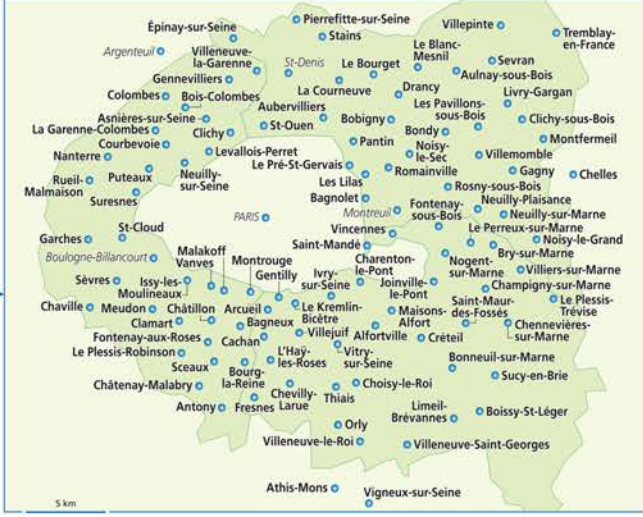 Épinay-sur-Seine
Pierrefitte-sur-Seine
Stains
Villepinte
Tremblay-
en-France
Argenteuil
Villeneuve-
la-Garenne
St-Denis
Le Bourget
Le Blanc-
Mesnil
Sevran
Aulnay-sous-Bois
Gennevilliers
La Courneuve
Drancy
Livry-Gargan
Colombes
Bois-Colombes
Aubervilliers
Les Pavillons-
sous-Bois
Asnières-sur-Seine
St-Ouen
Bobigny
Clichy-sous-Bois
La Garenne-Colombes
Clichy
Bondy
Courbevoie
Pantin
Montfermeil
Nanterre
Levallois-Perret
Noisy-
le-Sec
Villemomble
Le Pré-St-Gervais
Romainville
Gagny
Chelles
Rueil-
Malmaison
Puteaux
Neuilly-
sur-Seine
Les Lilas
Rosny-sous-Bois
Suresnes
Bagnolet
Fontenay-
sous-Bois
Neuilly-Plaisance
PARIS
Montreuil
Neuilly-sur-Marne
St-Cloud
Vincennes
Le Perreux-sur-Marne
Garches
Saint-Mandé
Noisy-le-Grand
Bry-sur-Marne
Boulogne-Billancourt
Malakoff
Vanves
Montrouge
Gentilly
Charenton-
le-Pont
Nogent-
sur-Marne
Villiers-sur-Marne
Sèvres
Issy-les-
Moulineaux
Ivry-
sur-Seine
Joinville-
le-Pont
Champigny-sur-Marne
Chaville
Meudon
Châtillon
Arcueil
Le Kremlin-
Bicêtre
Maisons-
Alfort
Saint-Maur-
des-Fossés
Le Plessis-
Trévise
Clamart
Bagneux
Villejuif
Alfortville
Créteil
Chennevières-
sur-Marne
Fontenay-aux-Roses
Cachan
Le Plessis-Robinson
L'Haÿ-
les-Roses
Vitry-
sur-Seine
Bonneuil-sur-Marne
Sceaux
Bourg-
la-Reine
Sucy-en-Brie
Châtenay-Malabry
Chevilly-
Larue
Thiais
Choisy-le-Roi
Antony
Fresnes
Limeil-
Brévannes
Boissy-St-Léger
Orly
Villeneuve-le-Roi
Villeneuve-Saint-Georges
Athis-Mons
Vigneux-sur-Seine
5 km